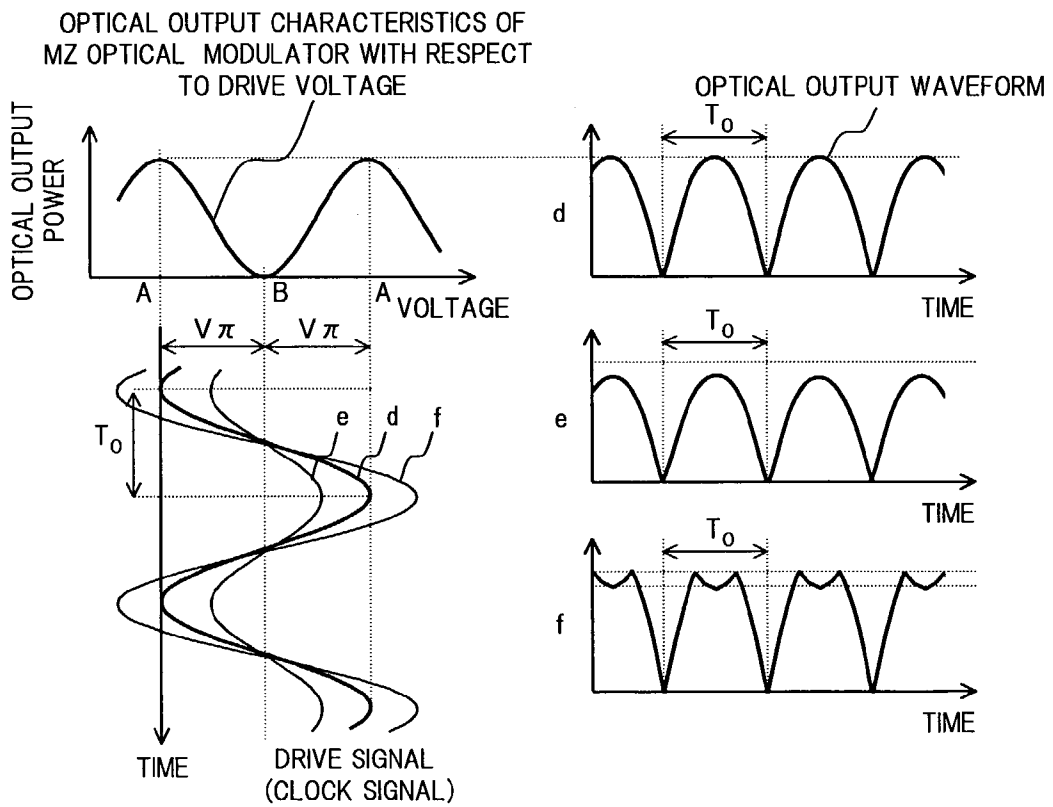 OPTICAL OUTPUT CHARACTERISTICS OF
MZ OPTICAL MODULATOR WITH RESPECT
TO DRIVE VOLTAGE
OPTICAL OUTPUT
POWER
A
B
A
VOLTAGE
Vπ
Vπ
T₀
e
d
f
TIME
DRIVE SIGNAL
(CLOCK SIGNAL)
OPTICAL OUTPUT WAVEFORM
T₀
d
TIME
T₀
e
TIME
T₀
f
TIME